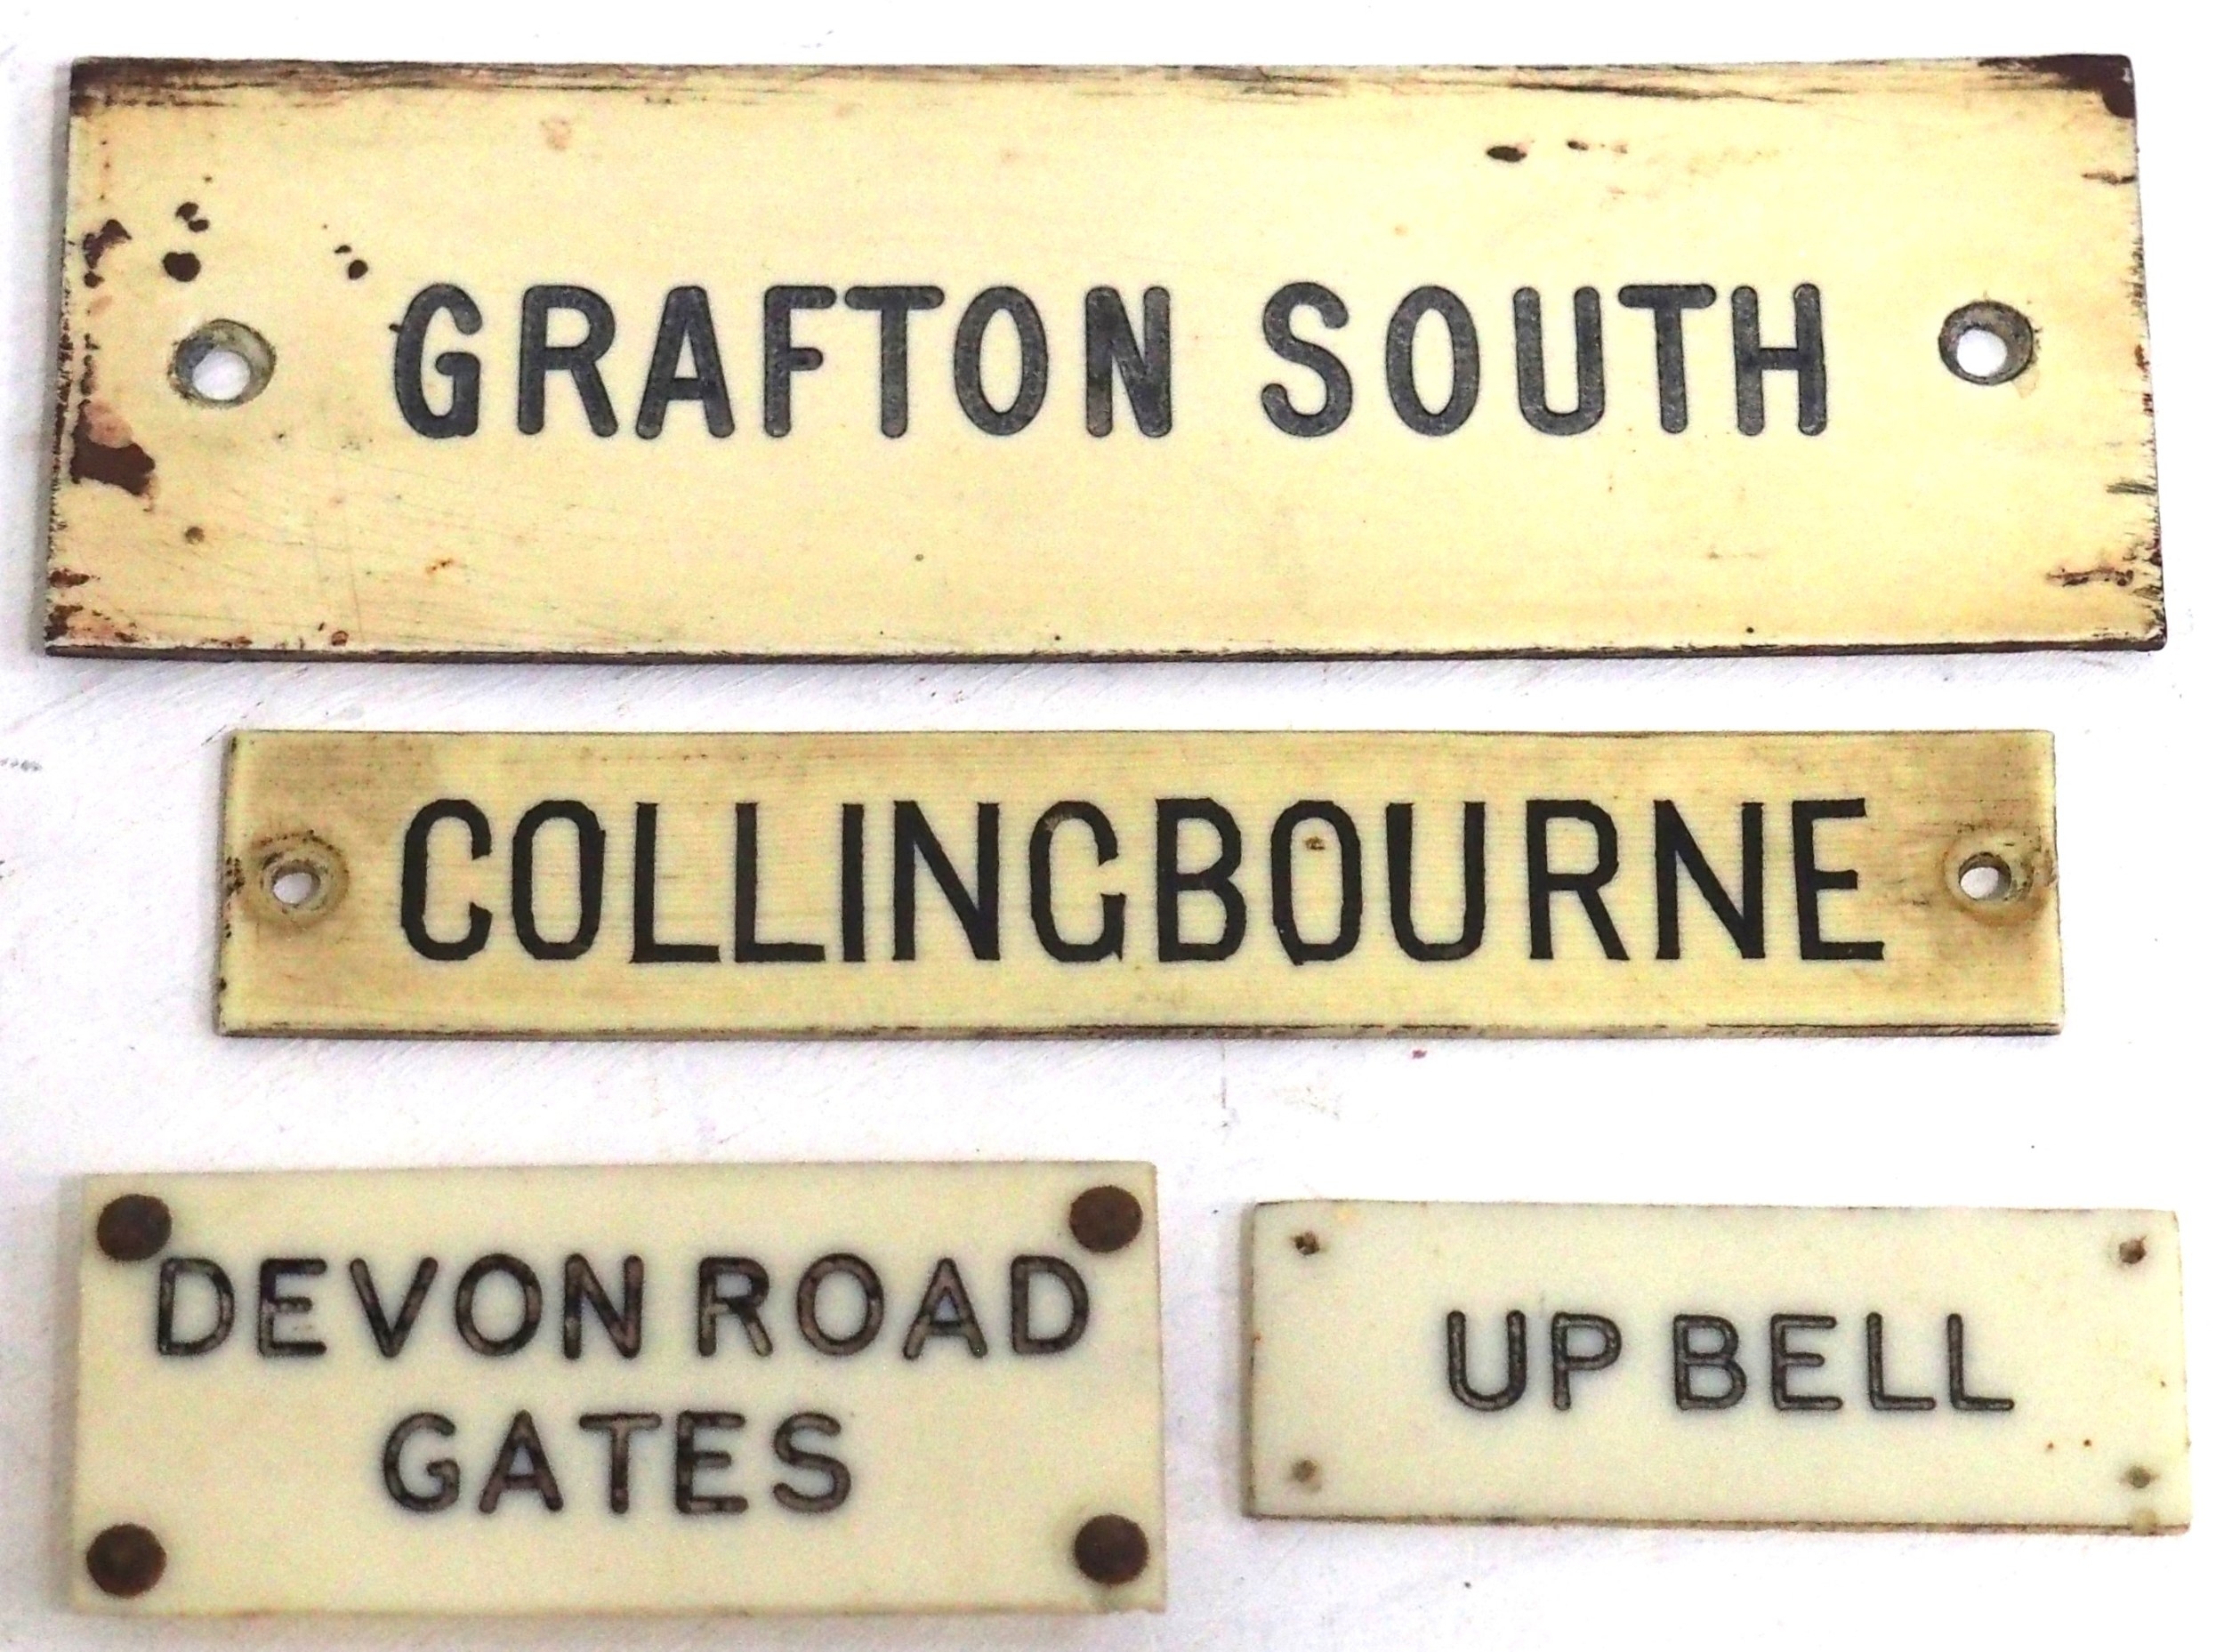 GRAFTON SOUTH
COLLINGBOURNE
DEVON ROAD
GATES
UP BELL